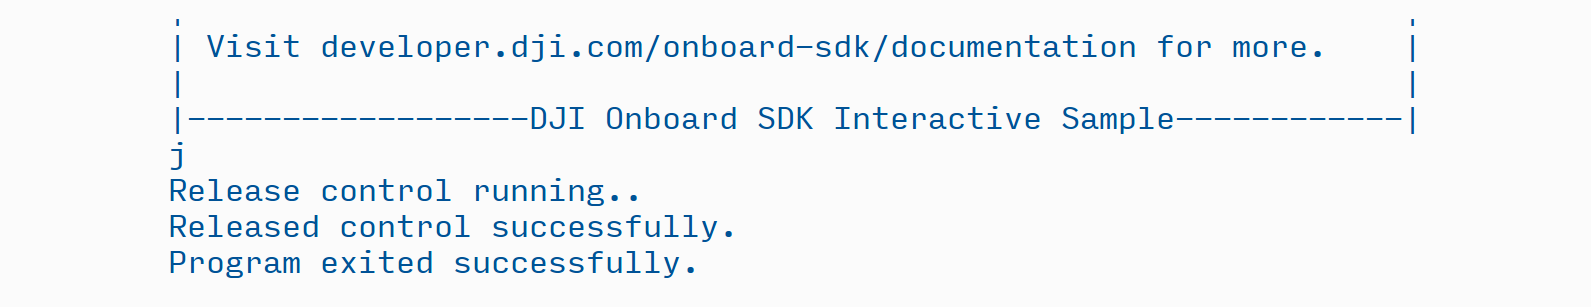 | Visit developer.dji.com/onboard-sdk/documentation for more.    |
|                                                                |
|------------------DJI Onboard SDK Interactive Sample------------|
j
Release control running..
Released control successfully.
Program exited successfully.